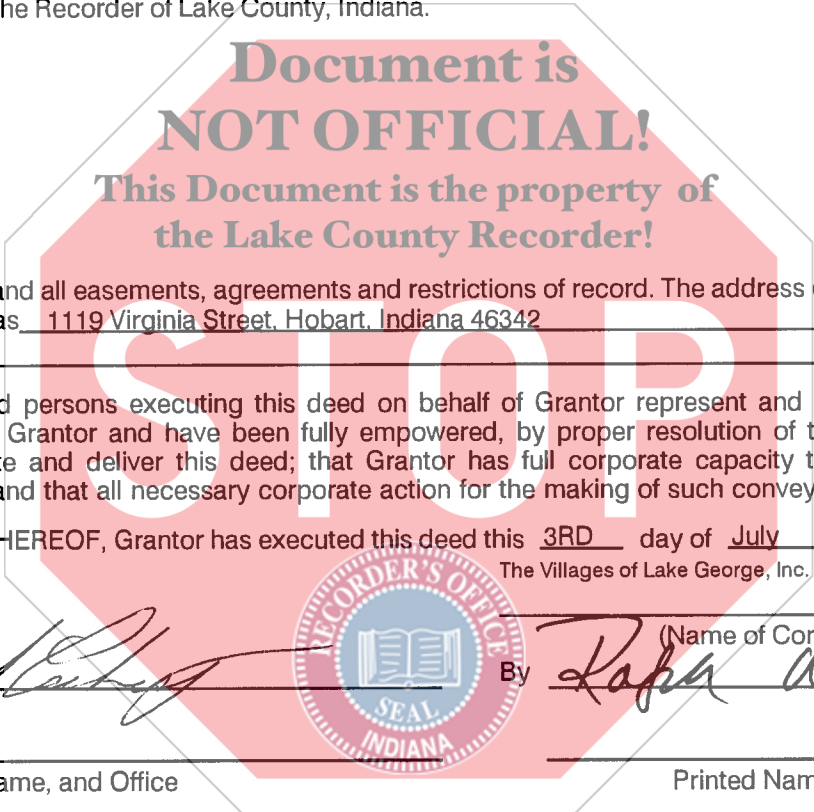 he Recorder of Lake County, Indiana.
Document is
NOT OFFICIAL!
This Document is the property of
the Lake County Recorder!
and all easements, agreements and restrictions of record. The address
as 1119 Virginia Street, Hobart, Indiana 46342
STOP
d persons executing this deed on behalf of Grantor represent and
Grantor and have been fully empowered, by proper resolution of t
te and deliver this deed; that Grantor has full corporate capacity t
and that all necessary corporate action for the making of such convey
HEREOF, Grantor has executed this deed this 3RD day of July
The Villages of Lake George, Inc.
(Name of Cor
By
RECORDER'S OFFICE
SEAL
INDIANA
ame, and Office
Printed Nam